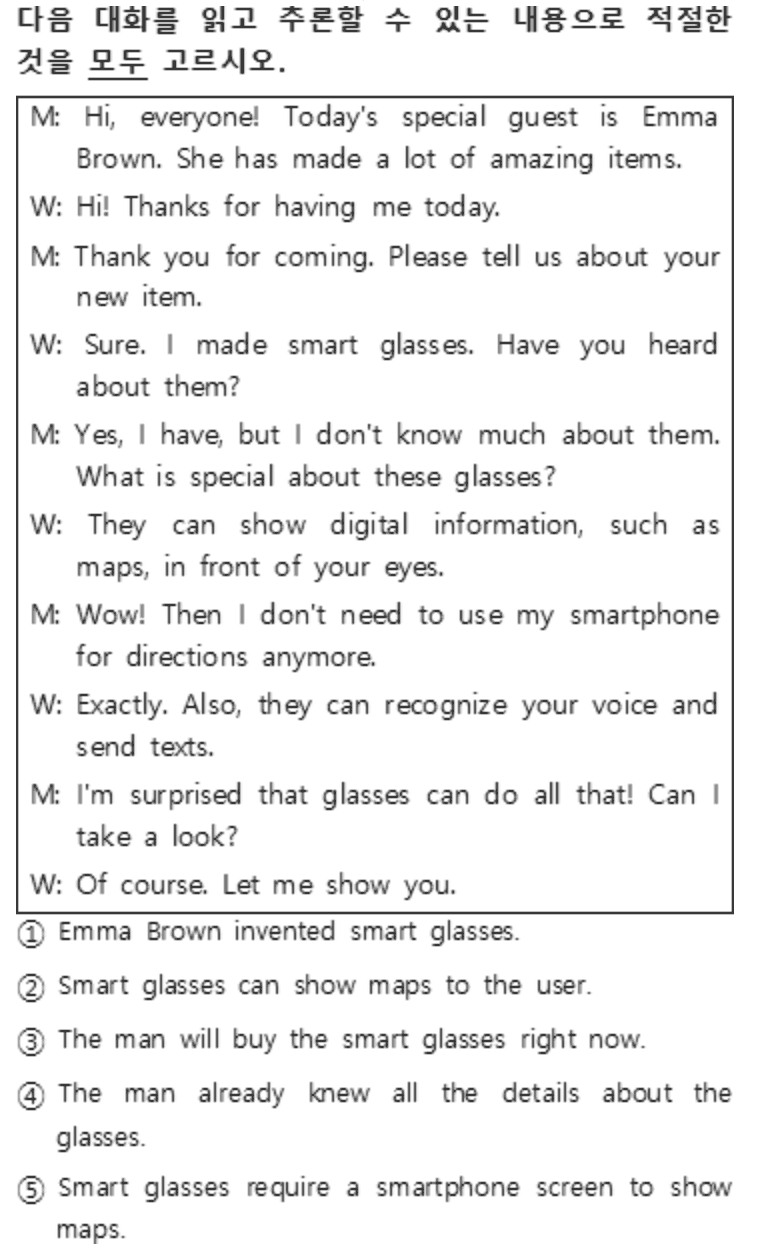 다음 대화를 읽고 추론할 수 있는 내용으로 적절한
것을 모두 고르시오.
M: Hi, everyone! Today's special guest is Emma
Brown. She has made a lot of amazing items.
W: Hi! Thanks for having me today.
M: Thank you for coming. Please tell us about your
new item.
W: Sure. I made smart glasses. Have you heard
about them?
M: Yes, I have, but I don't know much about them.
What is special about these glasses?
W: They can show digital information, such as
maps, in front of your eyes.
M: Wow! Then I don't need to use my smartphone
for directions anymore.
W: Exactly. Also, they can recognize your voice and
send texts.
M: I'm surprised that glasses can do all that! Can I
take a look?
W: Of course. Let me show you.
① Emma Brown invented smart glasses.
② Smart glasses can show maps to the user.
③ The man will buy the smart glasses right now.
④ The man already knew all the details about the
glasses.
⑤ Smart glasses require a smartphone screen to show
maps.